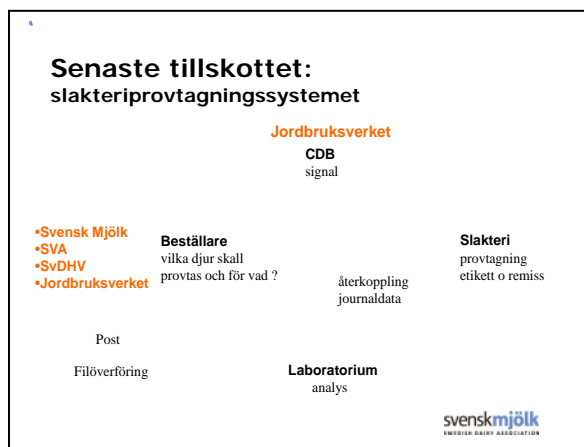 Senaste tillskottet:
slakteriprovtagningssystemet
Jordbruksverket
CDB
signal
•Svensk Mjölk
•SVA
•SvDHV
•Jordbruksverket
Beställare
vilka djur skall
provtas och för vad ?
återkoppling
journaldata
Slakteri
provtagning
etikett o remiss
Post
Filöverföring
Laboratorium
analys
svenskmjölk
SWEDISH DAIRY ASSOCIATION